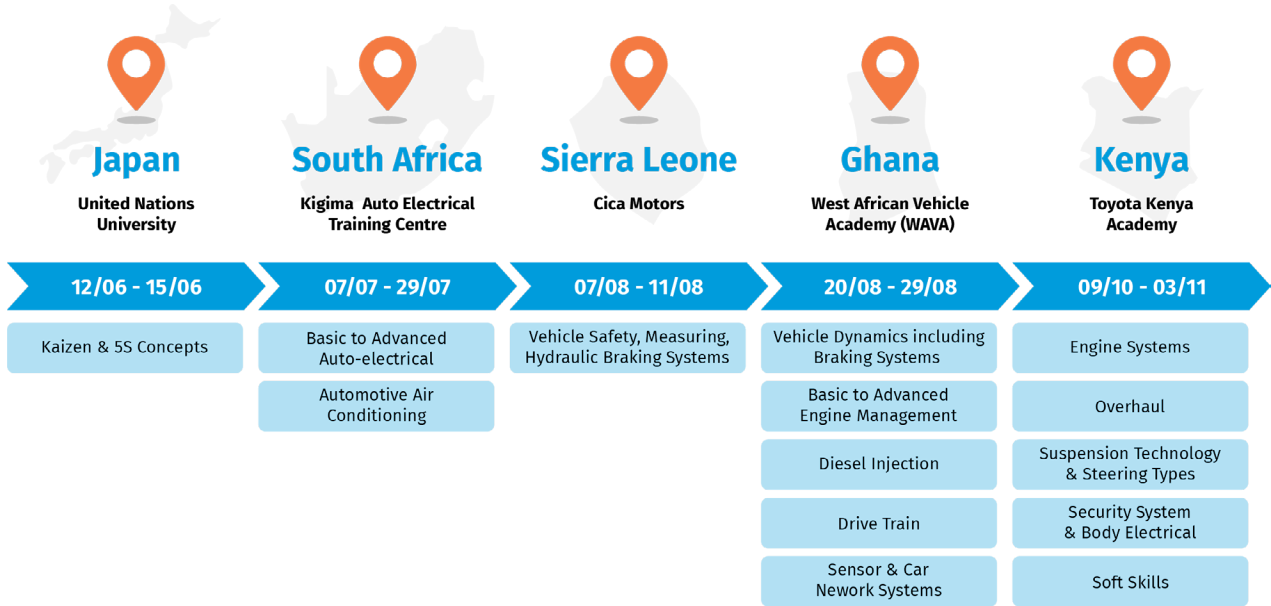 Japan
United Nations
University
12/06 - 15/06
Kaizen & 5S Concepts
South Africa
Kigima  Auto Electrical
Training Centre
07/07 - 29/07
Basic to Advanced
Auto-electrical
Automotive Air
Conditioning
Sierra Leone
Cica Motors
07/08 - 11/08
Vehicle Safety, Measuring,
Hydraulic Braking Systems
Ghana
West African Vehicle
Academy (WAVA)
20/08 - 29/08
Vehicle Dynamics including
Braking Systems
Basic to Advanced
Engine Management
Diesel Injection
Drive Train
Sensor & Car
Nework Systems
Kenya
Toyota Kenya
Academy
09/10 - 03/11
Engine Systems
Overhaul
Suspension Technology
& Steering Types
Security System
& Body Electrical
Soft Skills